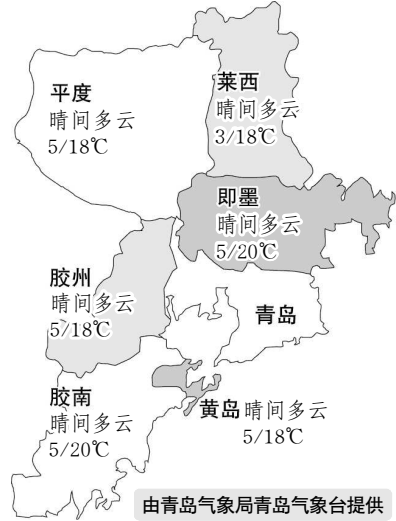 平度
晴间多云
5/18℃
莱西
晴间多云
3/18℃
即墨
晴间多云
5/20℃
胶州
晴间多云
5/18℃
青岛
胶南
晴间多云
5/20℃
黄岛 晴间多云
5/18℃
由青岛气象局青岛气象台提供